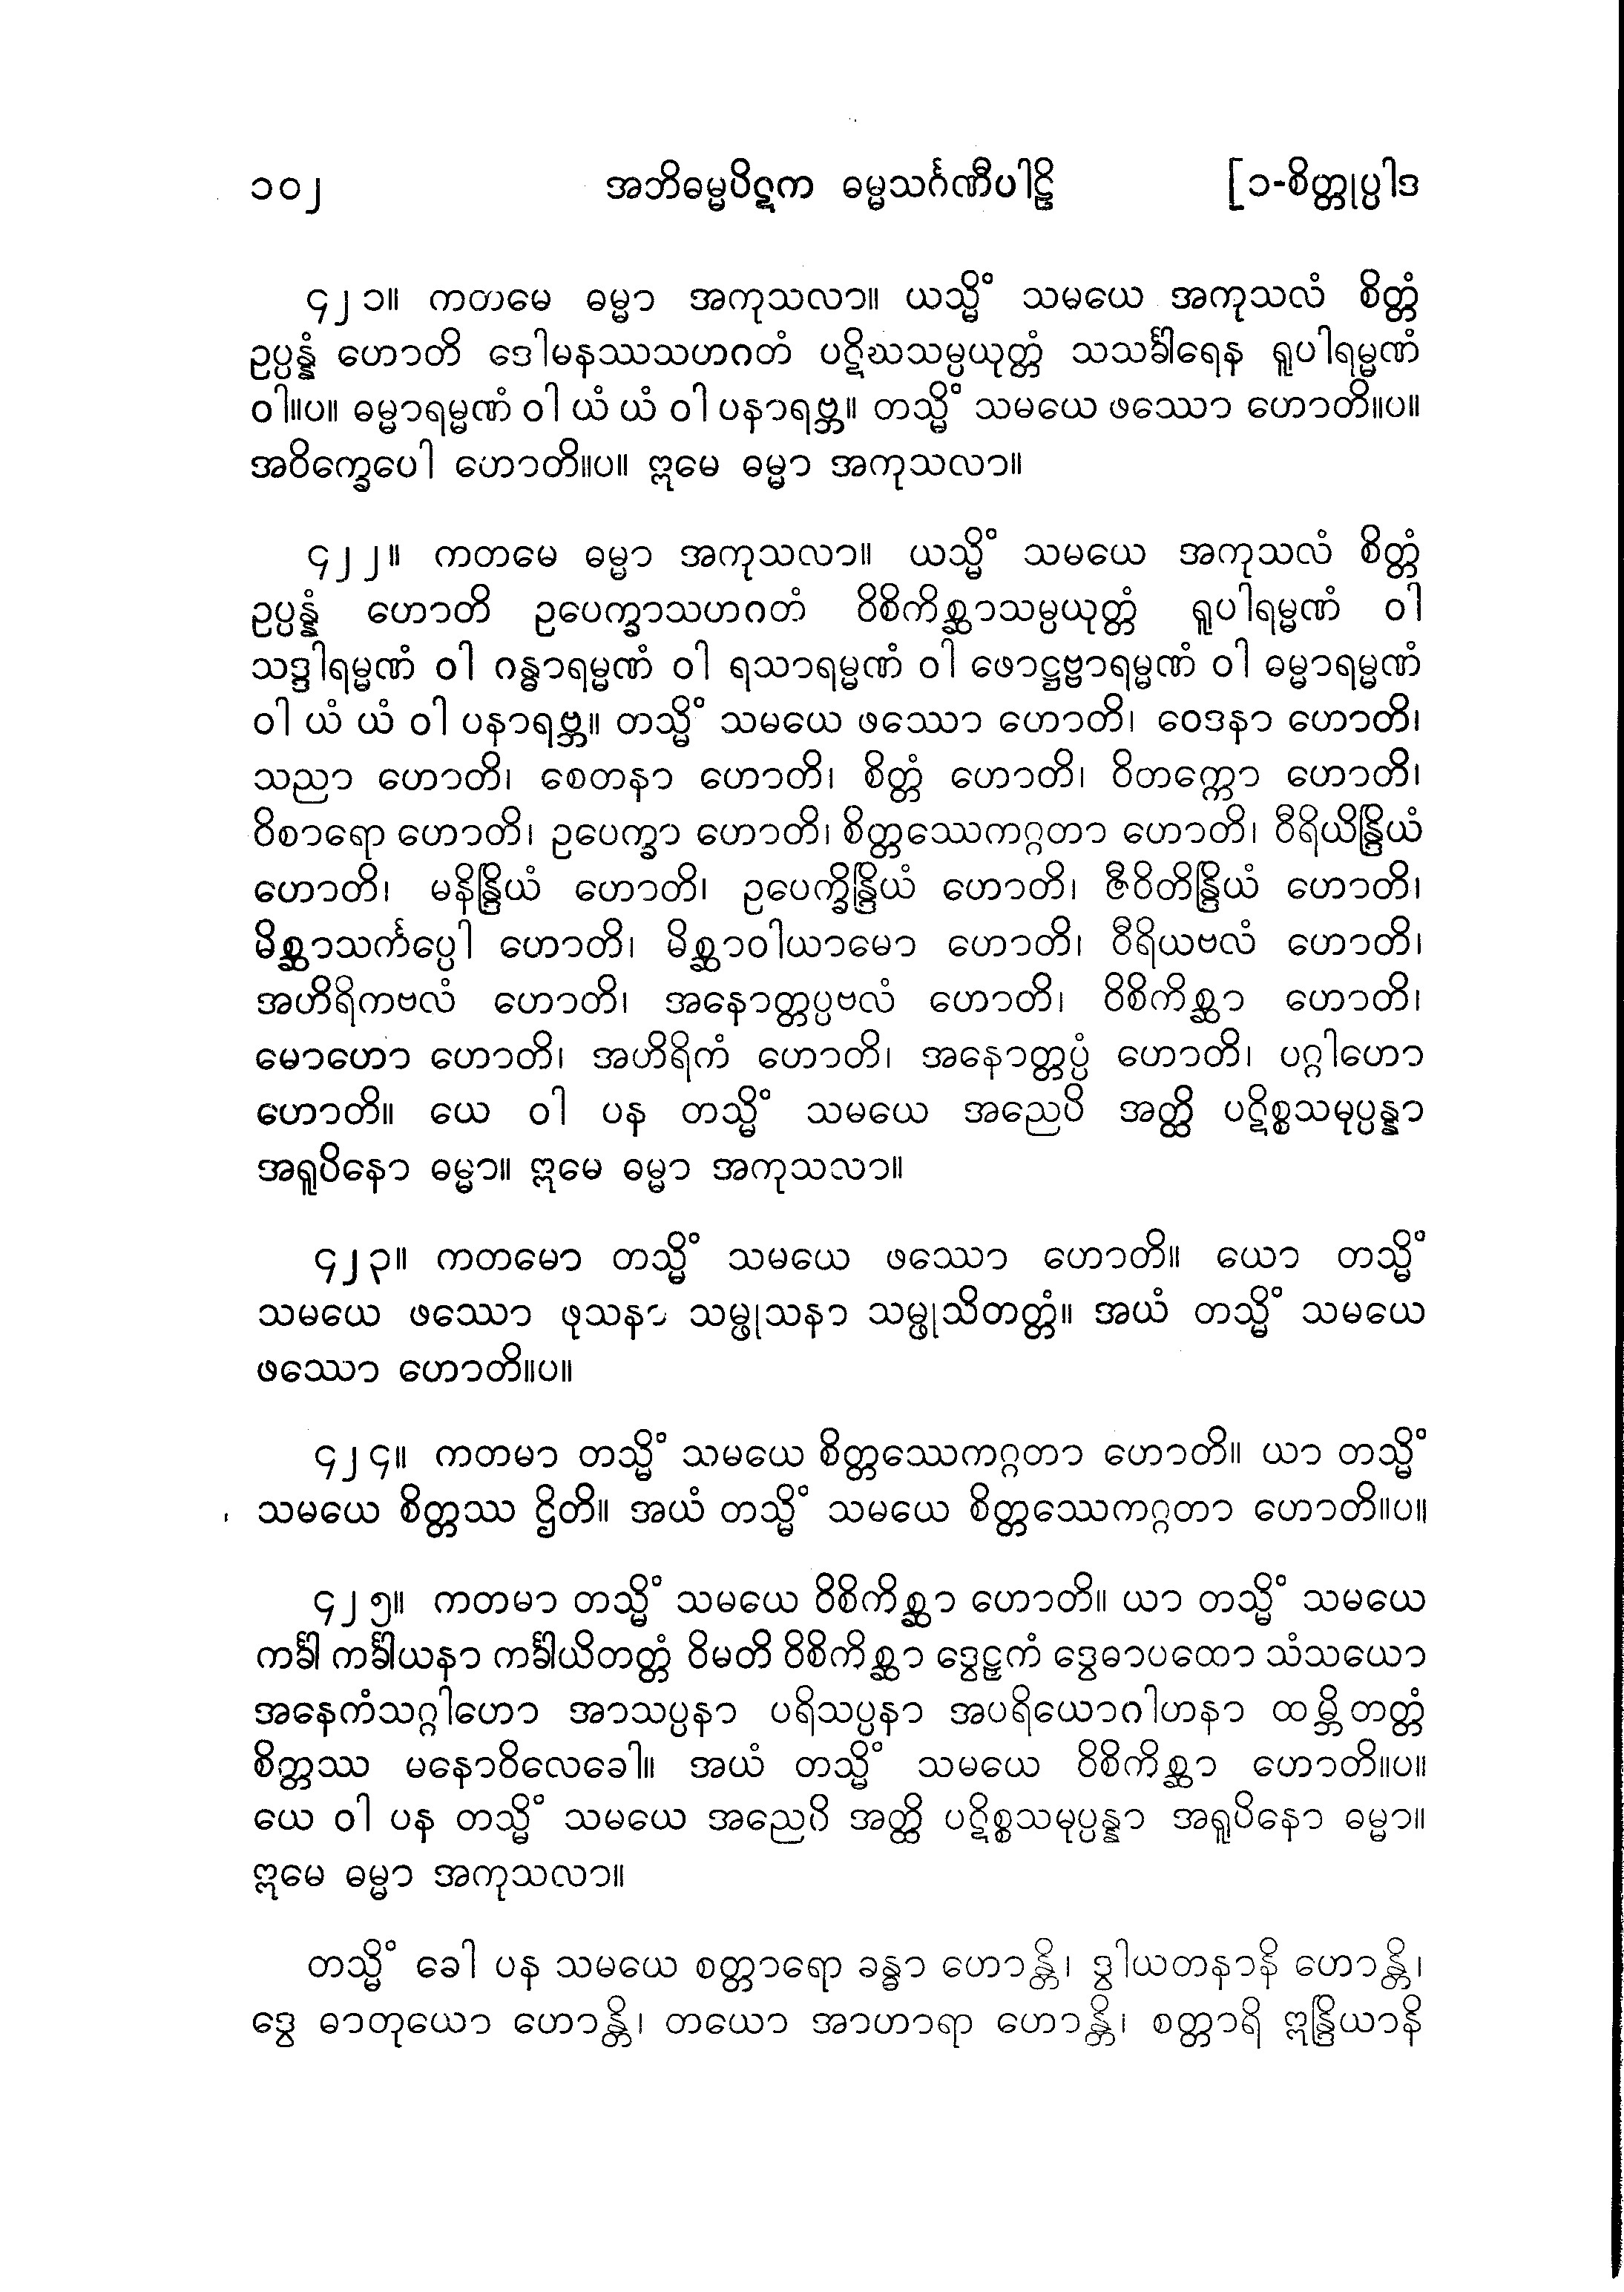 ၁၀၂ အဘိဓမ္မပိဋက ဓမ္မသင်္ဂဏီပါဠိ [၁-စိတ္တုပ္ပါဒ
၄၂၁။ ကတမေ ဓမ္မာ အကုသလာ။ ယသ္မိံ သမယေ အကုသလံ စိတ္တံ
ဥပ္ပန္နံ ဟောတိ ဒေါမနဿသဟဂတံ ပဋိဃသမ္ပယုတ္တံ သသင်္ခါရေန ရူပါရမ္မဏံ
ဝါ။ပ။ ဓမ္မာရမ္မဏံ ဝါ ယံ ယံ ဝါ ပနာရဗ္ဘ။ တသ္မိံ သမယေ ဖဿော ဟောတိ။ပ။
အဝိက္ခေပေါ ဟောတိ။ပ။ ဣမေ ဓမ္မာ အကုသလာ။
၄၂၂။ ကတမေ ဓမ္မာ အကုသလာ။ ယသ္မိံ သမယေ အကုသလံ စိတ္တံ
ဥပ္ပန္နံ ဟောတိ ဥပေက္ခာသဟဂတံ ဝိစိကိစ္ဆာသမ္ပယုတ္တံ ရူပါရမ္မဏံ ဝါ
သဒ္ဒါရမ္မဏံ ဝါ ဂန္ဓာရမ္မဏံ ဝါ ရသာရမ္မဏံ ဝါ ဖောဋ္ဌဗ္ဗာရမ္မဏံ ဝါ ဓမ္မာရမ္မဏံ
ဝါ ယံ ယံ ဝါ ပနာရဗ္ဘ။ တသ္မိံ သမယေ ဖဿော ဟောတိ၊ ဝေဒနာ ဟောတိ၊
သညာ ဟောတိ၊ စေတနာ ဟောတိ၊ စိတ္တံ ဟောတိ၊ ဝိတက္ကော ဟောတိ၊
ဝိစာရော ဟောတိ၊ ဥပေက္ခာ ဟောတိ၊ စိတ္တဿေကဂ္ဂတာ ဟောတိ၊ ဝီရိယိန္ဒြိယံ
ဟောတိ၊ မနိန္ဒြိယံ ဟောတိ၊ ဥပေက္ခိန္ဒြိယံ ဟောတိ၊ ဇီဝိတိန္ဒြိယံ ဟောတိ၊
မိစ္ဆာသင်္ကပ္ပေါ ဟောတိ၊ မိစ္ဆာဝါယာမော ဟောတိ၊ ဝီရိယဗလံ ဟောတိ၊
အဟိရိကဗလံ ဟောတိ၊ အနောတ္တပ္ပဗလံ ဟောတိ၊ ဝိစိကိစ္ဆာ ဟောတိ၊
မောဟော ဟောတိ၊ အဟိရိကံ ဟောတိ၊ အနောတ္တပ္ပံ ဟောတိ၊ ပဂ္ဂါဟော
ဟောတိ။ ယေ ဝါ ပန တသ္မိံ သမယေ အညေပိ အတ္ထိ ပဋိစ္စသမုပ္ပန္နာ
အရူပိနော ဓမ္မာ။ ဣမေ ဓမ္မာ အကုသလာ။
၄၂၃။ ကတမော တသ္မိံ သမယေ ဖဿော ဟောတိ။ ယော တသ္မိံ
သမယေ ဖဿော ဖုသနာ သမ္ဖုသနာ သမ္ဖုသိတတ္တံ။ အယံ တသ္မိံ သမယေ
ဖဿော ဟောတိ။ပ။
၄၂၄။ ကတမာ တသ္မိံ သမယေ စိတ္တဿေကဂ္ဂတာ ဟောတိ။ ယာ တသ္မိံ
သမယေ စိတ္တဿ ဌိတိ။ အယံ တသ္မိံ သမယေ စိတ္တဿေကဂ္ဂတာ ဟောတိ။ပ။
၄၂၅။ ကတမာ တသ္မိံ သမယေ ဝိစိကိစ္ဆာ ဟောတိ။ ယာ တသ္မိံ သမယေ
ကင်္ခါ ကင်္ခါယနာ ကင်္ခါယိတတ္တံ ဝိမတိ ဝိစိကိစ္ဆာ ဒွေဠှကံ ဒွေဓာပထော သံသယော
အနေကံသဂ္ဂါဟော အာသပ္ပနာ ပရိသပ္ပနာ အပရိယောဂါဟနာ ထမ္ဘိတတ္တံ
စိတ္တဿ မနောဝိလေခေါ။ အယံ တသ္မိံ သမယေ ဝိစိကိစ္ဆာ ဟောတိ။ပ။
ယေ ဝါ ပန တသ္မိံ သမယေ အညေပိ အတ္ထိ ပဋိစ္စသမုပ္ပန္နာ အရူပိနော ဓမ္မာ။
ဣမေ ဓမ္မာ အကုသလာ။
တသ္မိံ ခေါ ပန သမယေ စတ္တာရော ခန္ဓာ ဟောန္တိ၊ ဒွါယတနာနိ ဟောန္တိ၊
ဒွေ ဓာတုယော ဟောန္တိ၊ တယော အာဟာရာ ဟောန္တိ၊ စတ္တာရိ ဣန္ဒြိယာနိ